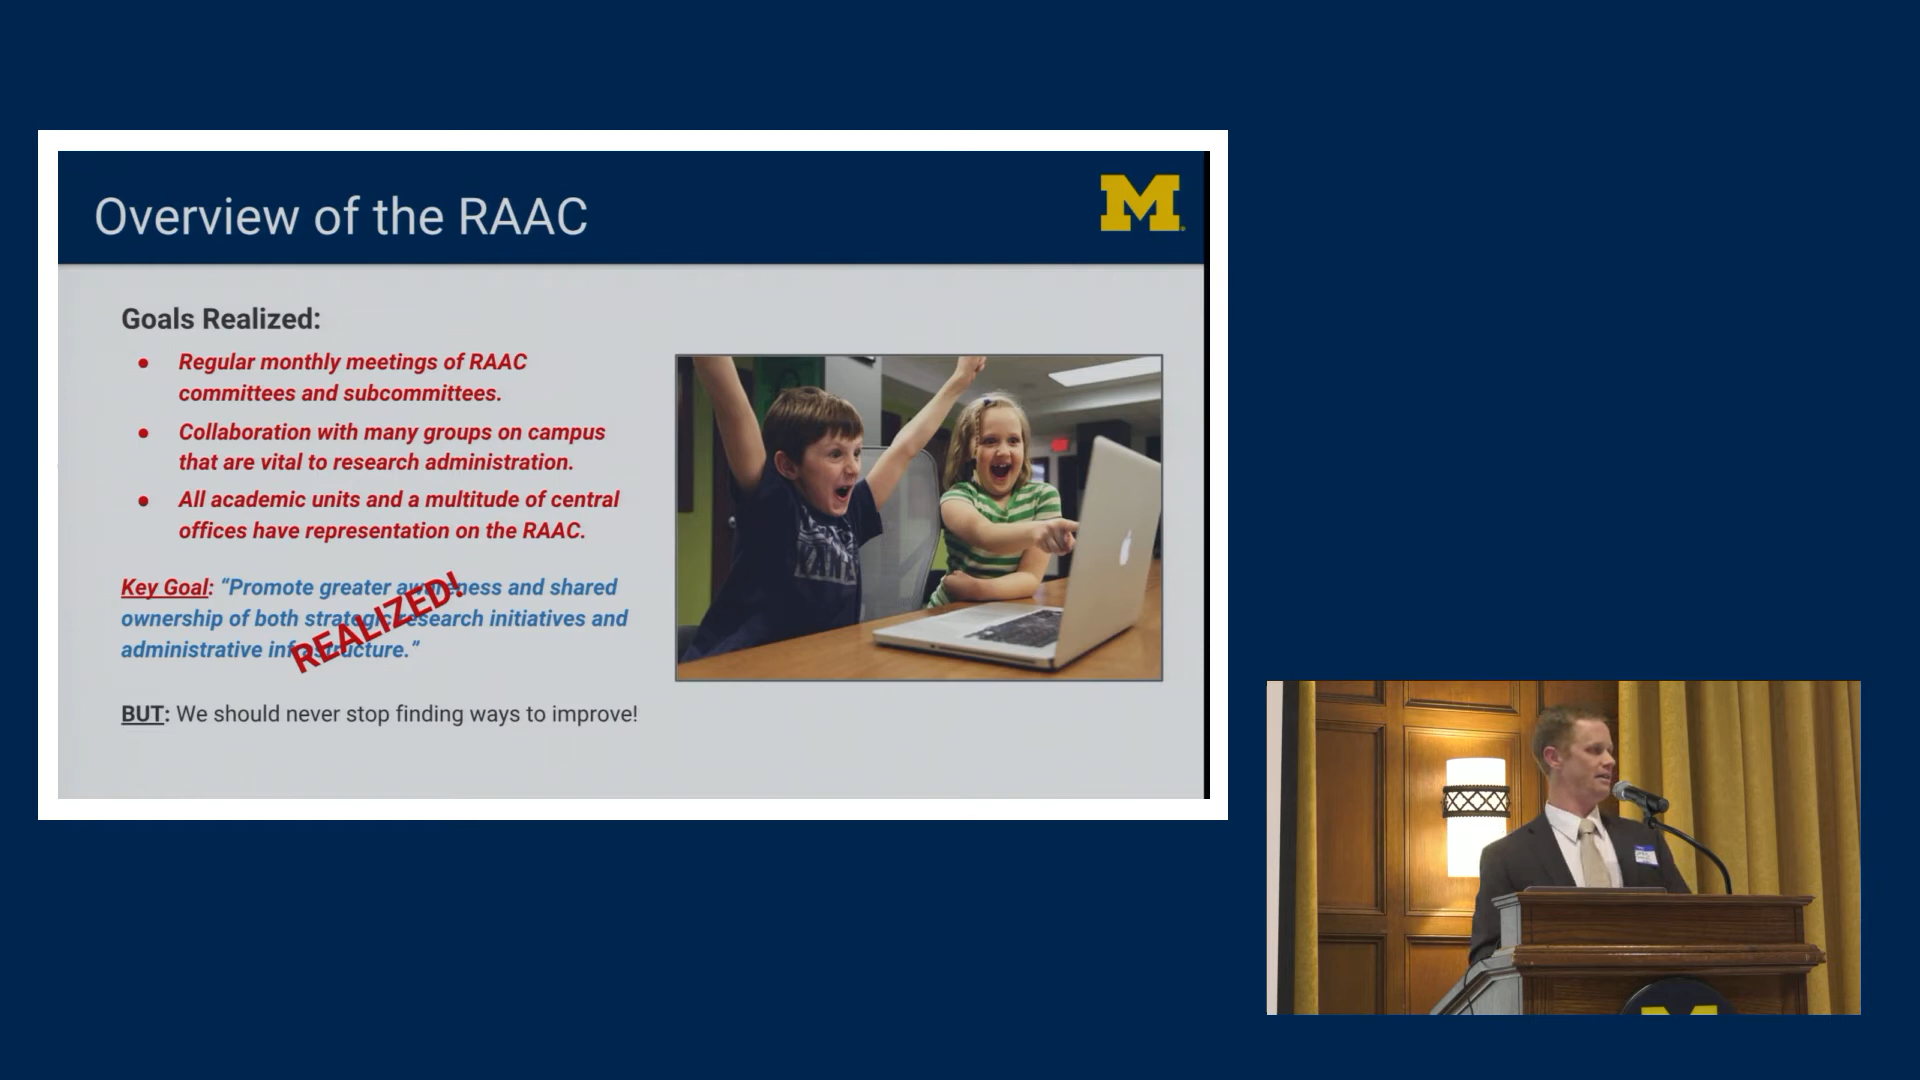 Overview of the RAAC
M
Goals Realized:
● Regular monthly meetings of RAAC
committees and subcommittees.
● Collaboration with many groups on campus
that are vital to research administration.
● All academic units and a multitude of central
offices have representation on the RAAC.
Key Goal: “Promote greater awareness and shared
ownership of both strategic research initiatives and
administrative infrastructure.”
REALIZED!
BUT: We should never stop finding ways to improve!
M